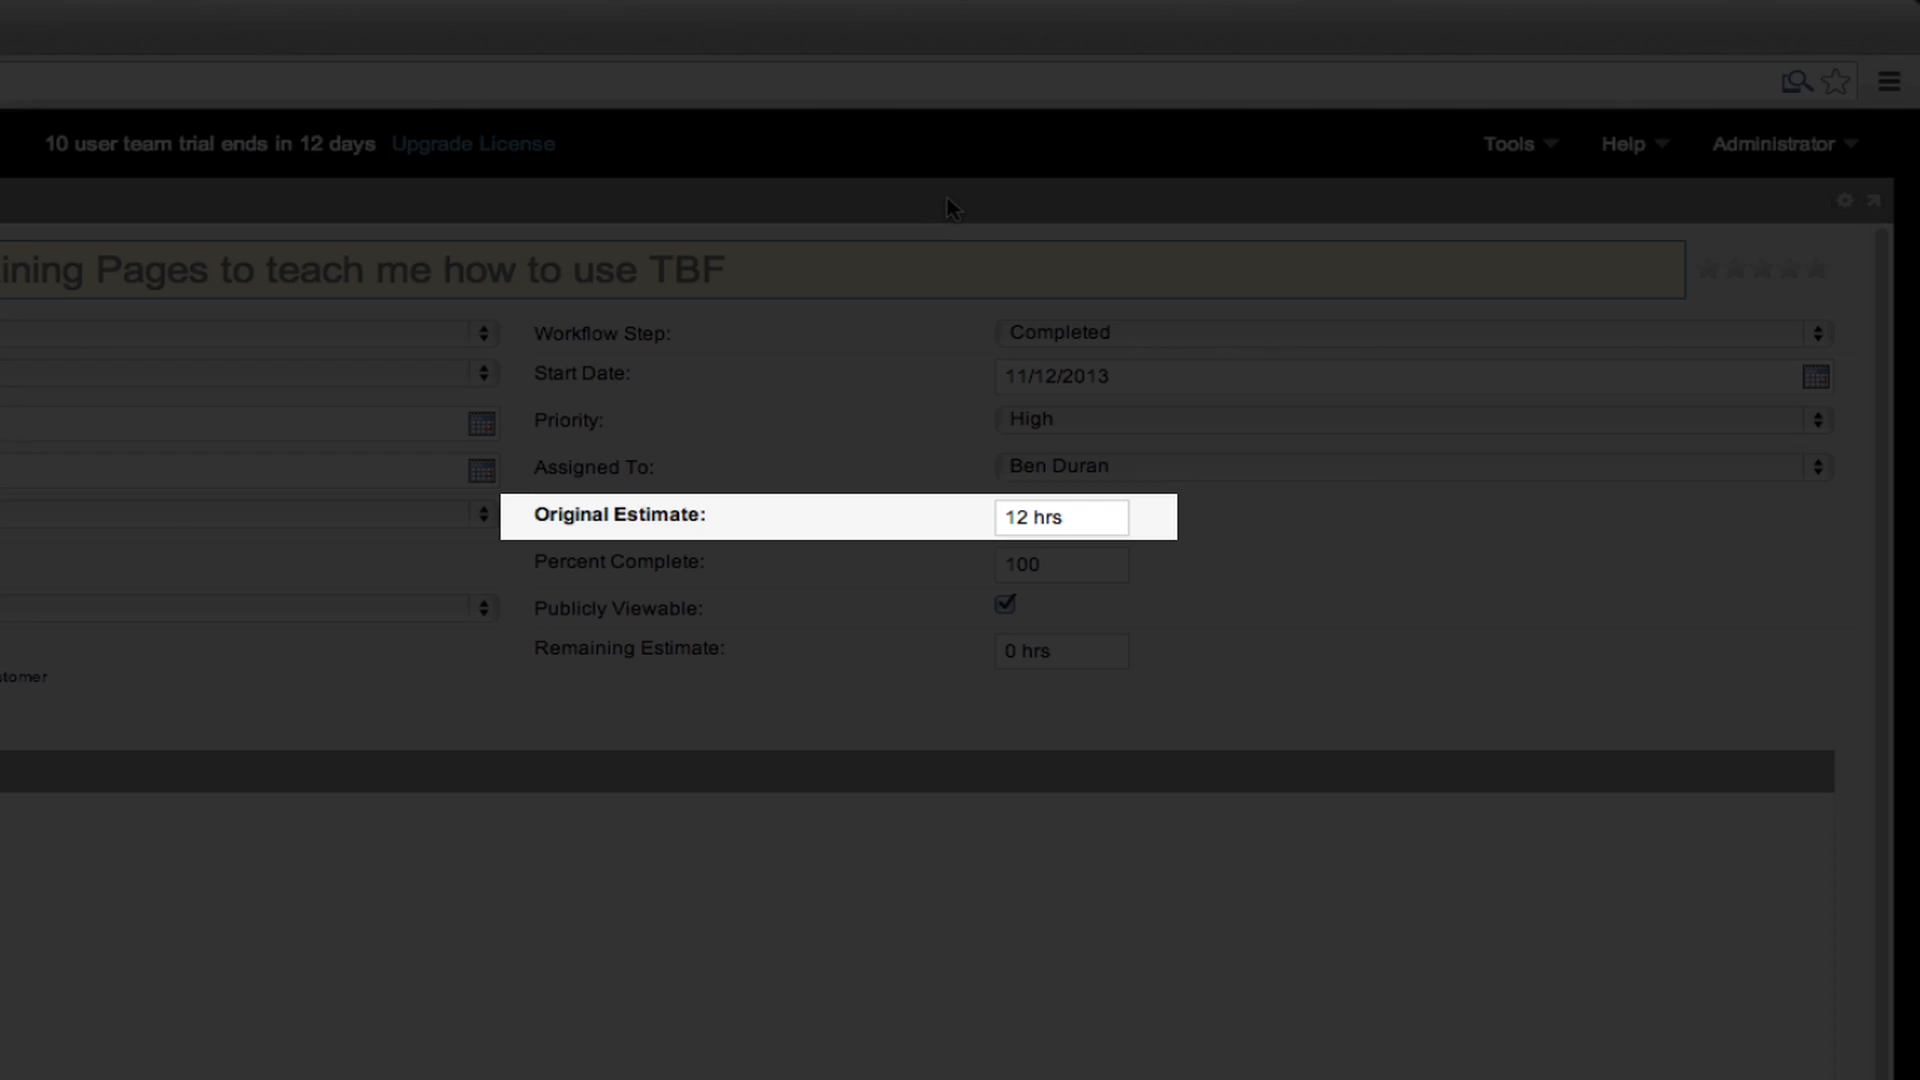 10 user team trial ends in 12 days Upgrade License Tools Help Administrator
ining Pages to teach me how to use TBF
Workflow Step: Completed
Start Date: 11/12/2013
Priority: High
Assigned To: Ben Duran
Original Estimate: 12 hrs
Percent Complete: 100
Publicly Viewable:
Remaining Estimate: 0 hrs
stomer